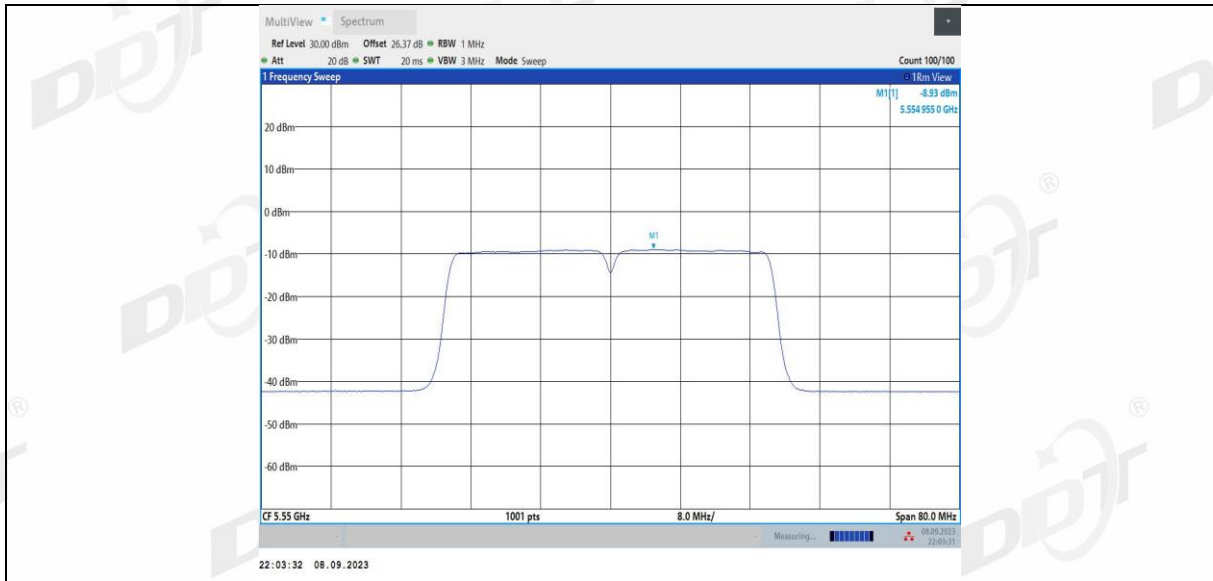 MultiView Spectrum
Ref Level 30.00 dBm Offset 26.37 dB RBW 1 MHz
Att 20 dB SWT 20 ms VBW 3 MHz Mode Sweep Count 100/100
1 Frequency Sweep 1Rm View
M1[1] -8.93 dBm
5.554 955 0 GHz
20 dBm
10 dBm
0 dBm
M1
-10 dBm
-20 dBm
-30 dBm
-40 dBm
-50 dBm
-60 dBm
CF 5.55 GHz 1001 pts 8.0 MHz/ Span 80.0 MHz
Measuring... 08.09.2023
22:03:31
22:03:32 08.09.2023
DDT
®
DDT
®
DDT
®
DDT